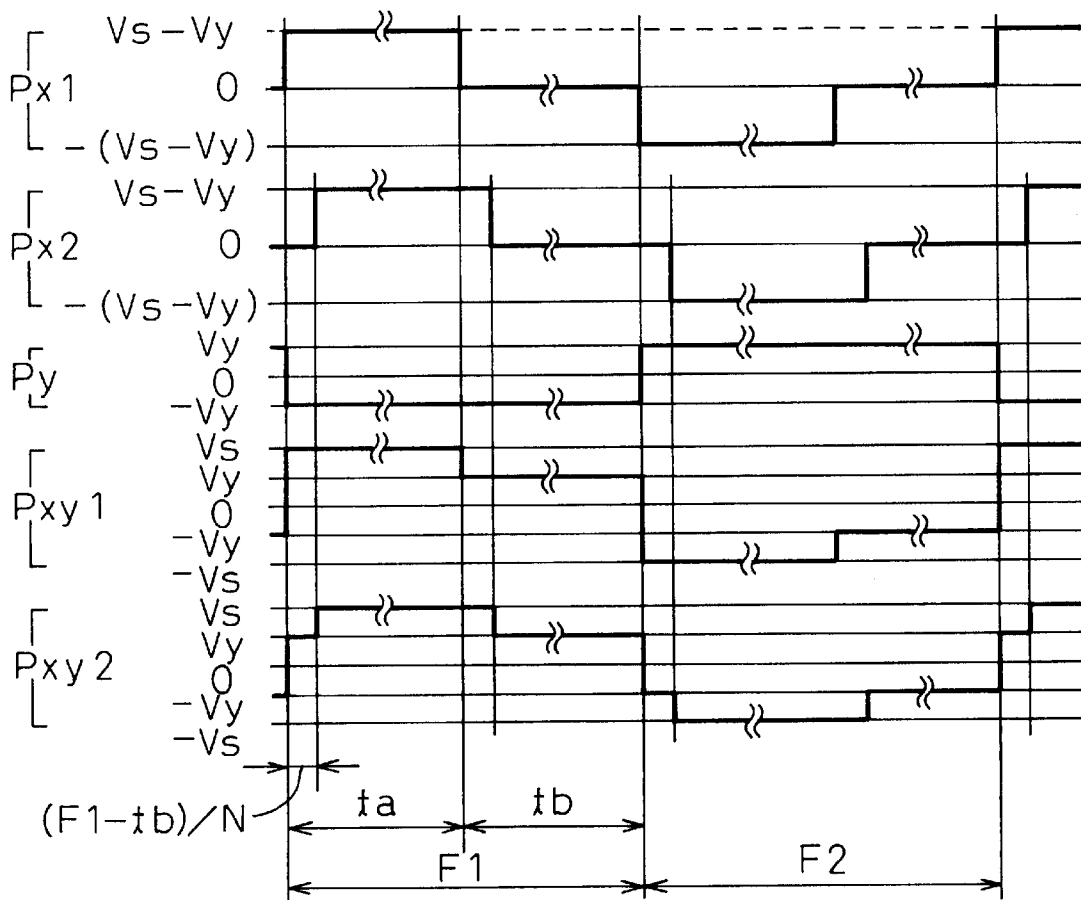 Vs-Vy
Px1
0
-(Vs-Vy)
Vs-Vy
Px2
0
-(Vs-Vy)
Vy
Py
0
-Vy
Vs
Vy
Pxy1
0
-Vy
-Vs
Vs
Vy
Pxy2
0
-Vy
-Vs
(F1-tb)/N
ta
tb
F1
F2